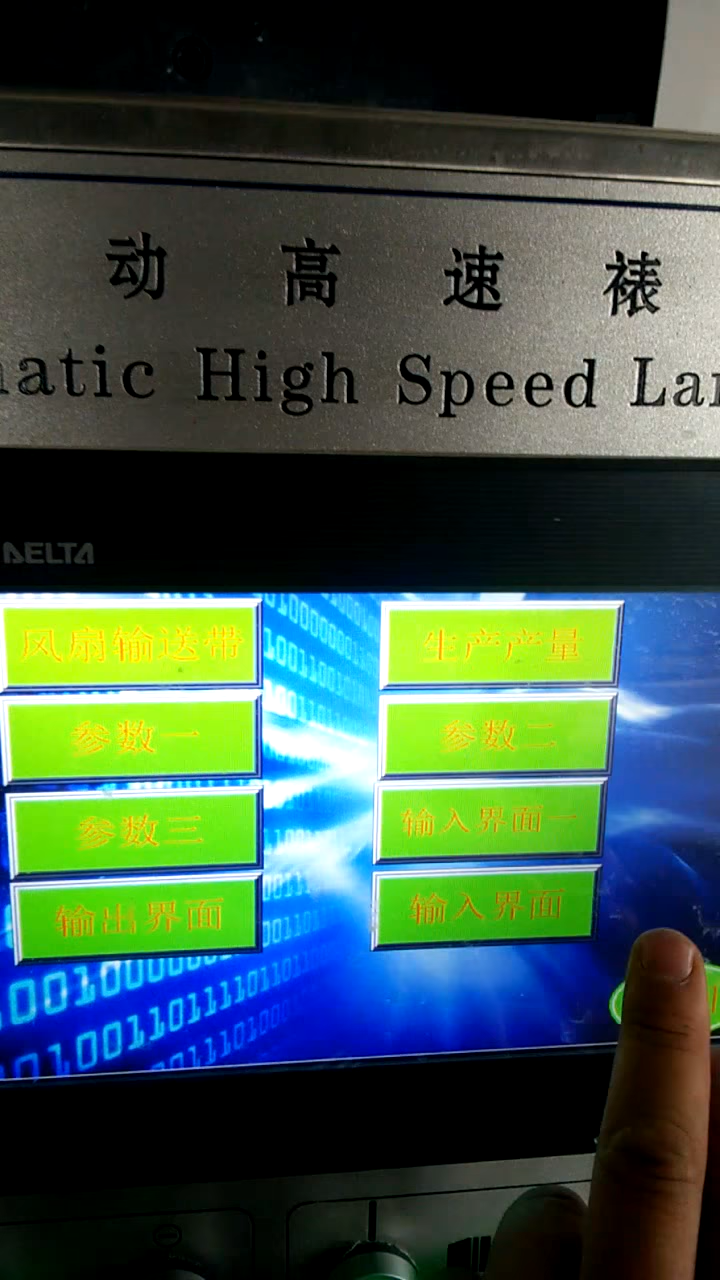 动 高 速 裱
matic High Speed Lam
DELTA
风扇输送带
生产产量
参数一
参数二
参数三
输入界面一
输出界面
输入界面